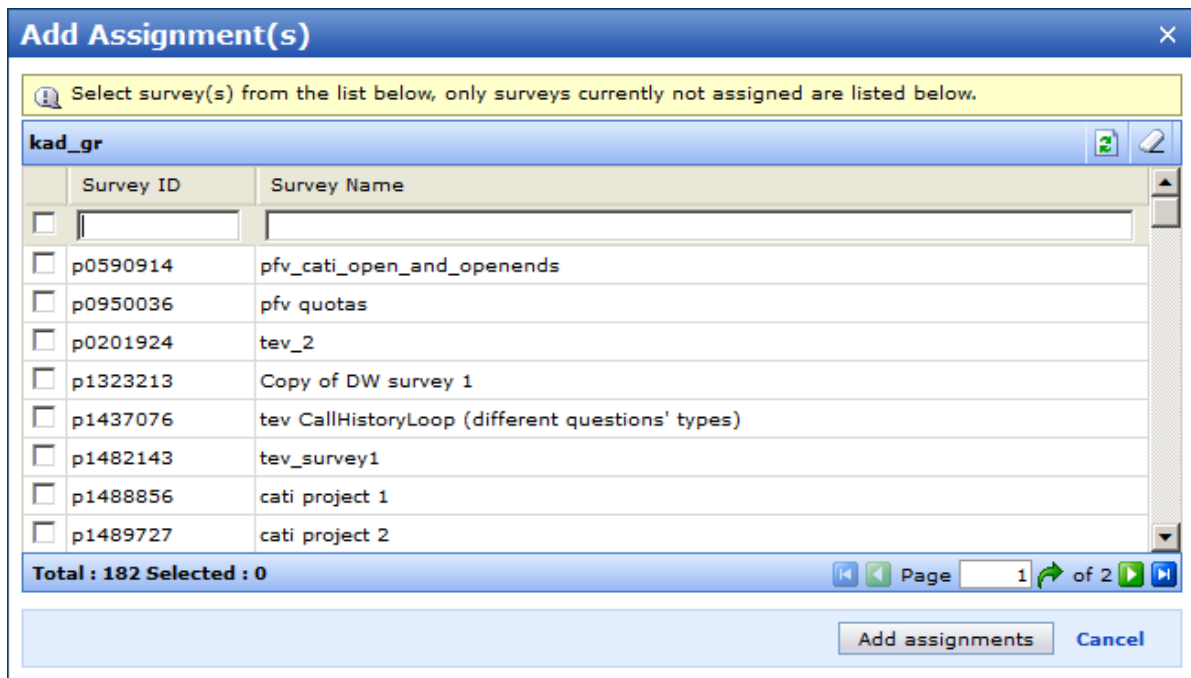 Add Assignment(s)
Select survey(s) from the list below, only surveys currently not assigned are listed below.
kad_gr
Survey ID Survey Name
p0590914 pfv_cati_open_and_openends
p0950036 pfv quotas
p0201924 tev_2
p1323213 Copy of DW survey 1
p1437076 tev CallHistoryLoop (different questions' types)
p1482143 tev_survey1
p1488856 cati project 1
p1489727 cati project 2
Total : 182 Selected : 0 Page 1 of 2
Add assignments Cancel